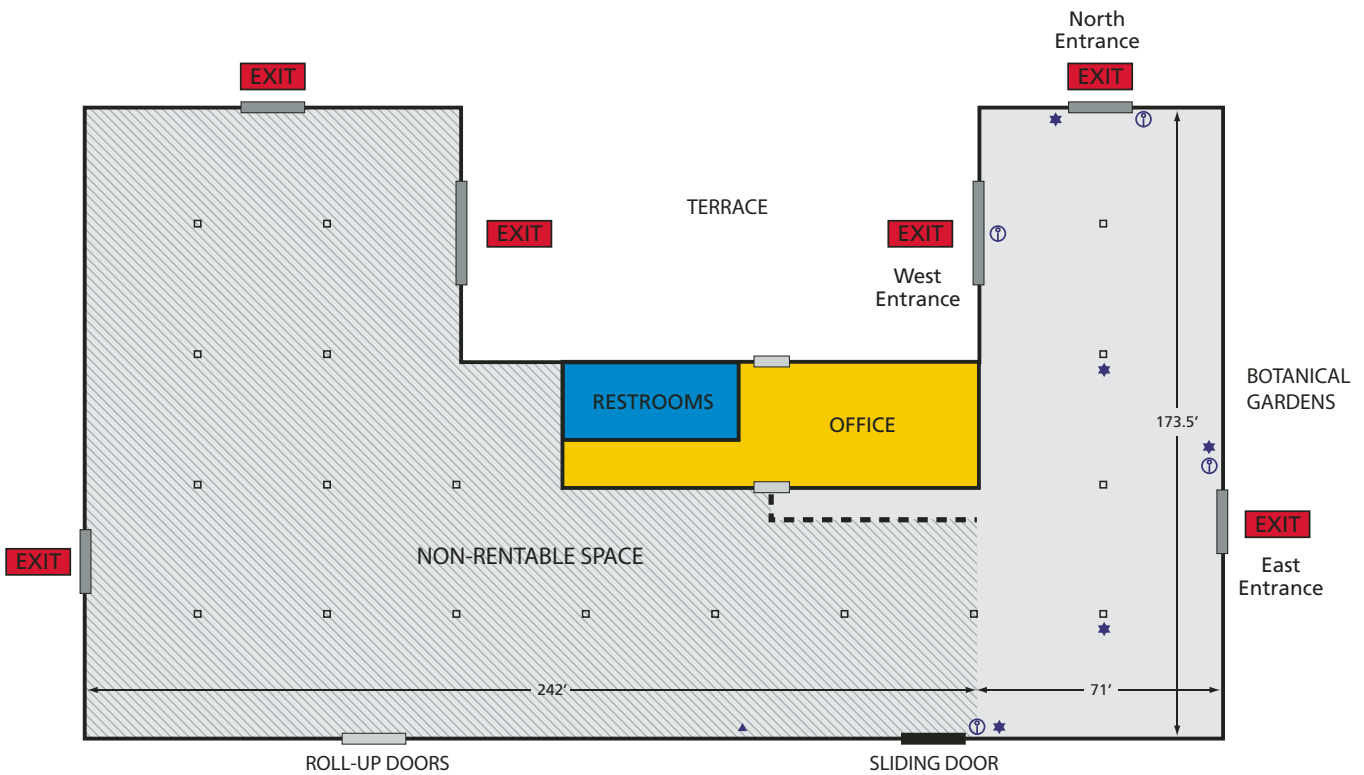 North
Entrance
EXIT
EXIT
TERRACE
EXIT
EXIT
West
Entrance
BOTANICAL
GARDENS
RESTROOMS
OFFICE
173.5’
EXIT
EXIT
NON-RENTABLE SPACE
East
Entrance
242’
71’
ROLL-UP DOORS
SLIDING DOOR